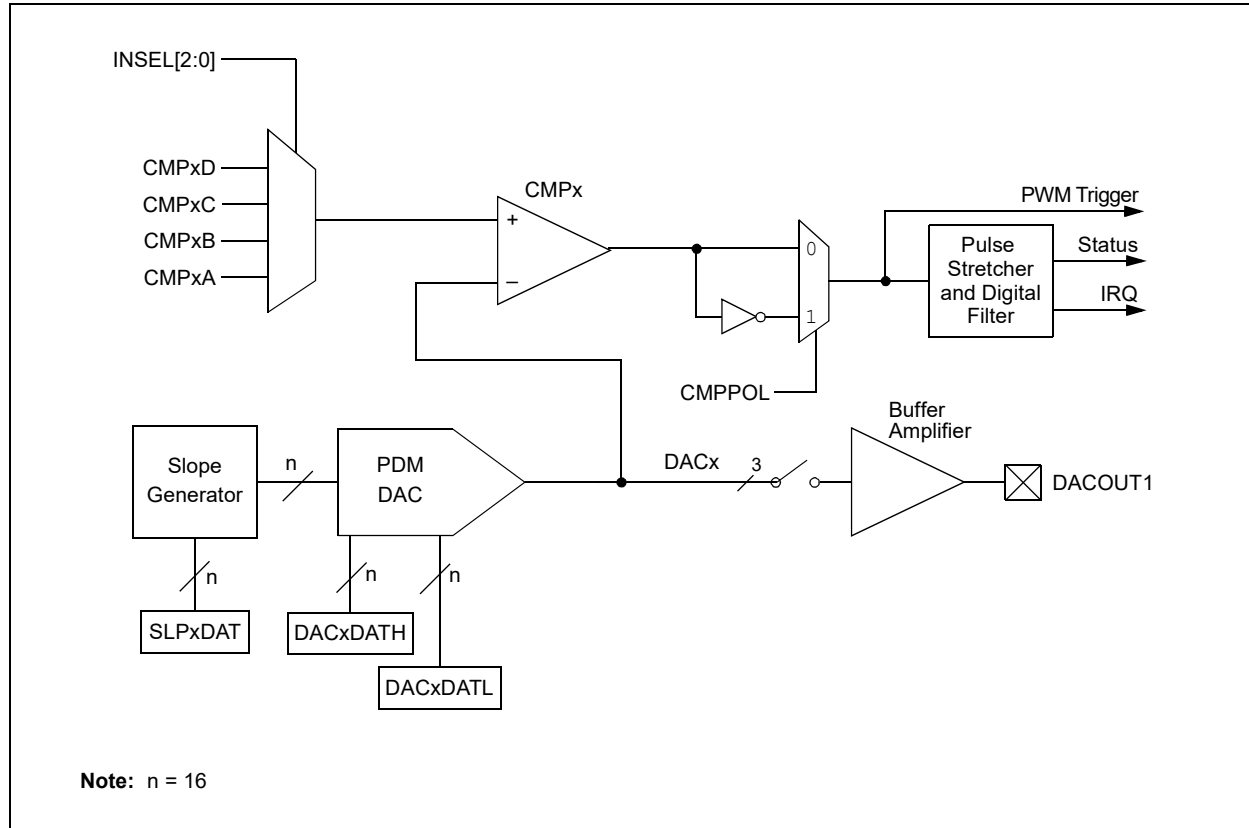 INSEL[2:0]
CMPxD
CMPxC
CMPxB
CMPxA
CMPx
+
–
0
1
CMPPOL
PWM Trigger
Pulse
Stretcher
and Digital
Filter
Status
IRQ
Slope
Generator
n
PDM
DAC
DACx
3
Buffer
Amplifier
DACOUT1
n
n
n
SLPxDAT
DACxDATH
DACxDATL
Note: n = 16